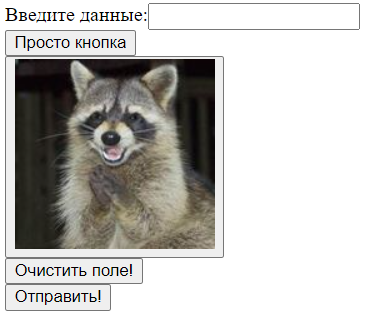 Введите данные:
Просто кнопка
Очистить поле!
Отправить!